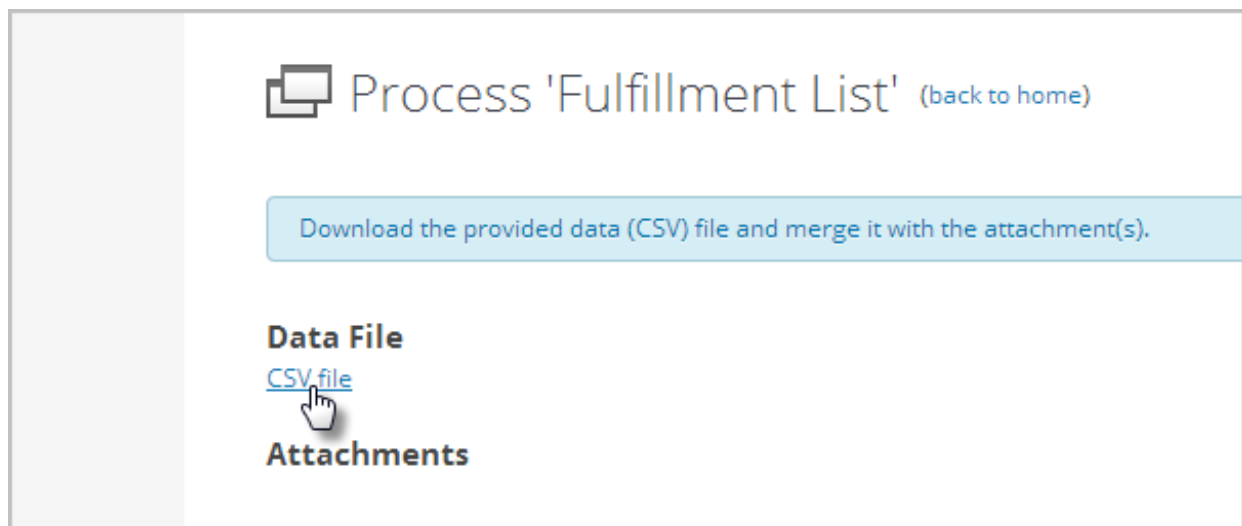 Process 'Fulfillment List' (back to home)
Download the provided data (CSV) file and merge it with the attachment(s).
Data File
CSV file
Attachments